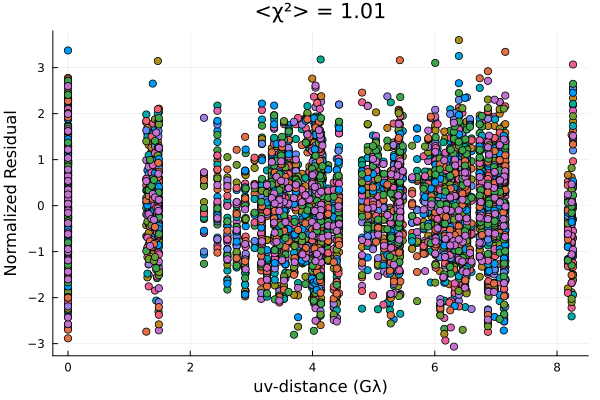 <χ²> = 1.01
Normalized Residual
3
2
1
0
−1
−2
−3
0 2 4 6 8
uv-distance (Gλ)